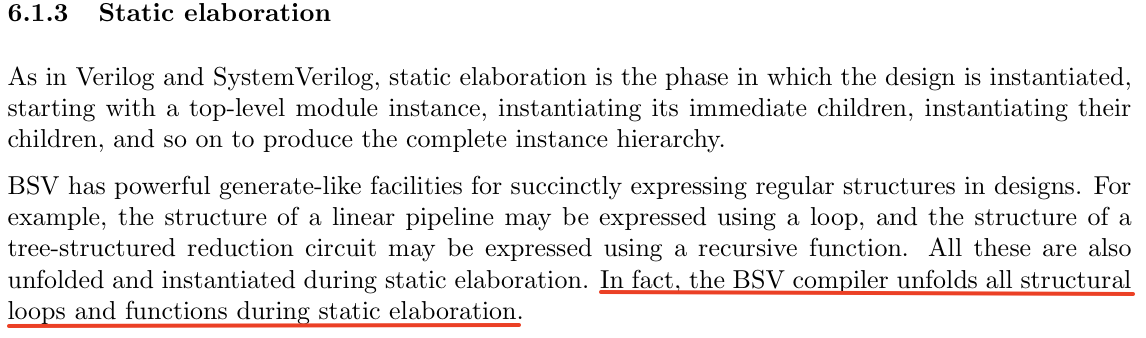 6.1.3 Static elaboration
As in Verilog and SystemVerilog, static elaboration is the phase in which the design is instantiated,
starting with a top-level module instance, instantiating its immediate children, instantiating their
children, and so on to produce the complete instance hierarchy.
BSV has powerful generate-like facilities for succinctly expressing regular structures in designs. For
example, the structure of a linear pipeline may be expressed using a loop, and the structure of a
tree-structured reduction circuit may be expressed using a recursive function. All these are also
unfolded and instantiated during static elaboration. In fact, the BSV compiler unfolds all structural
loops and functions during static elaboration.